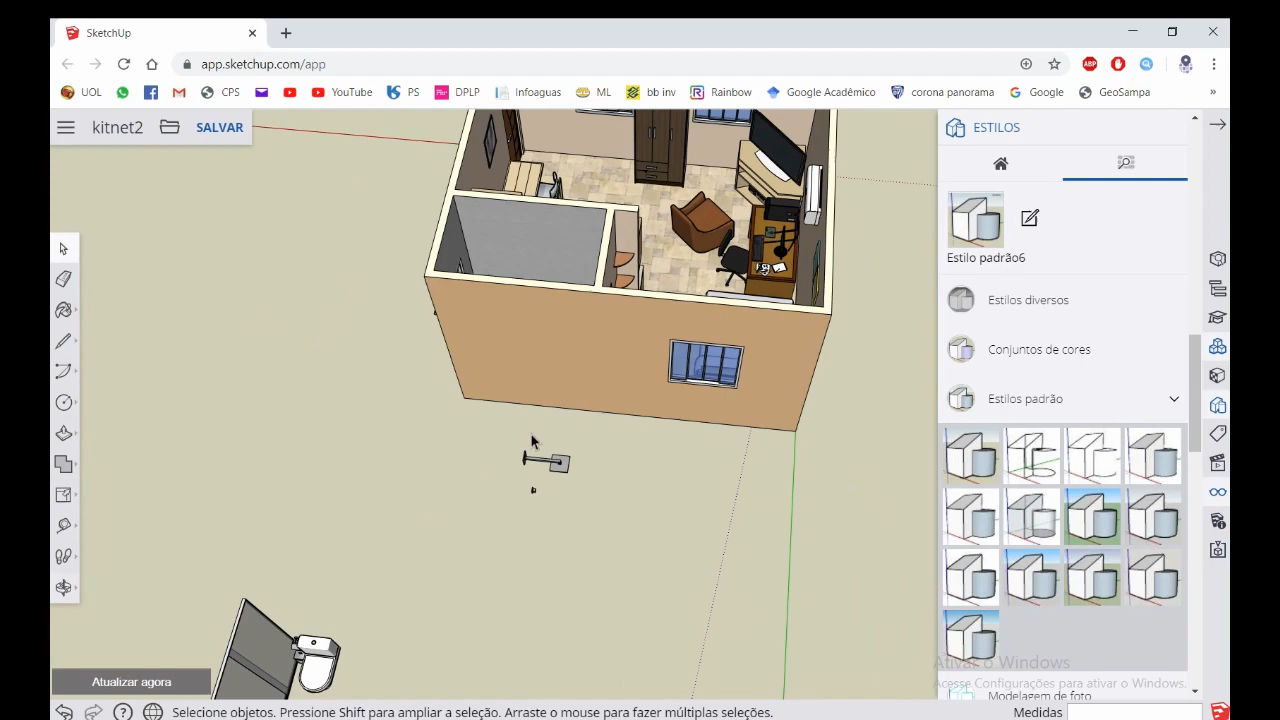 SketchUp
app.sketchup.com/app
ABP
UOL
CPS
YouTube
PS
DPLP
Infoaguas
ML
bb inv
Rainbow
Google Acadêmico
corona panorama
Google
GeoSampa
»
kitnet2
SALVAR
ESTILOS
Estilo padrão6
Estilos diversos
Conjuntos de cores
Estilos padrão
Ativar o Windows
Acesse Configurações para ativar o Windows.
Modelagem de foto
Atualizar agora
Selecione objetos. Pressione Shift para ampliar a seleção. Arraste o mouse para fazer múltiplas seleções.
Medidas